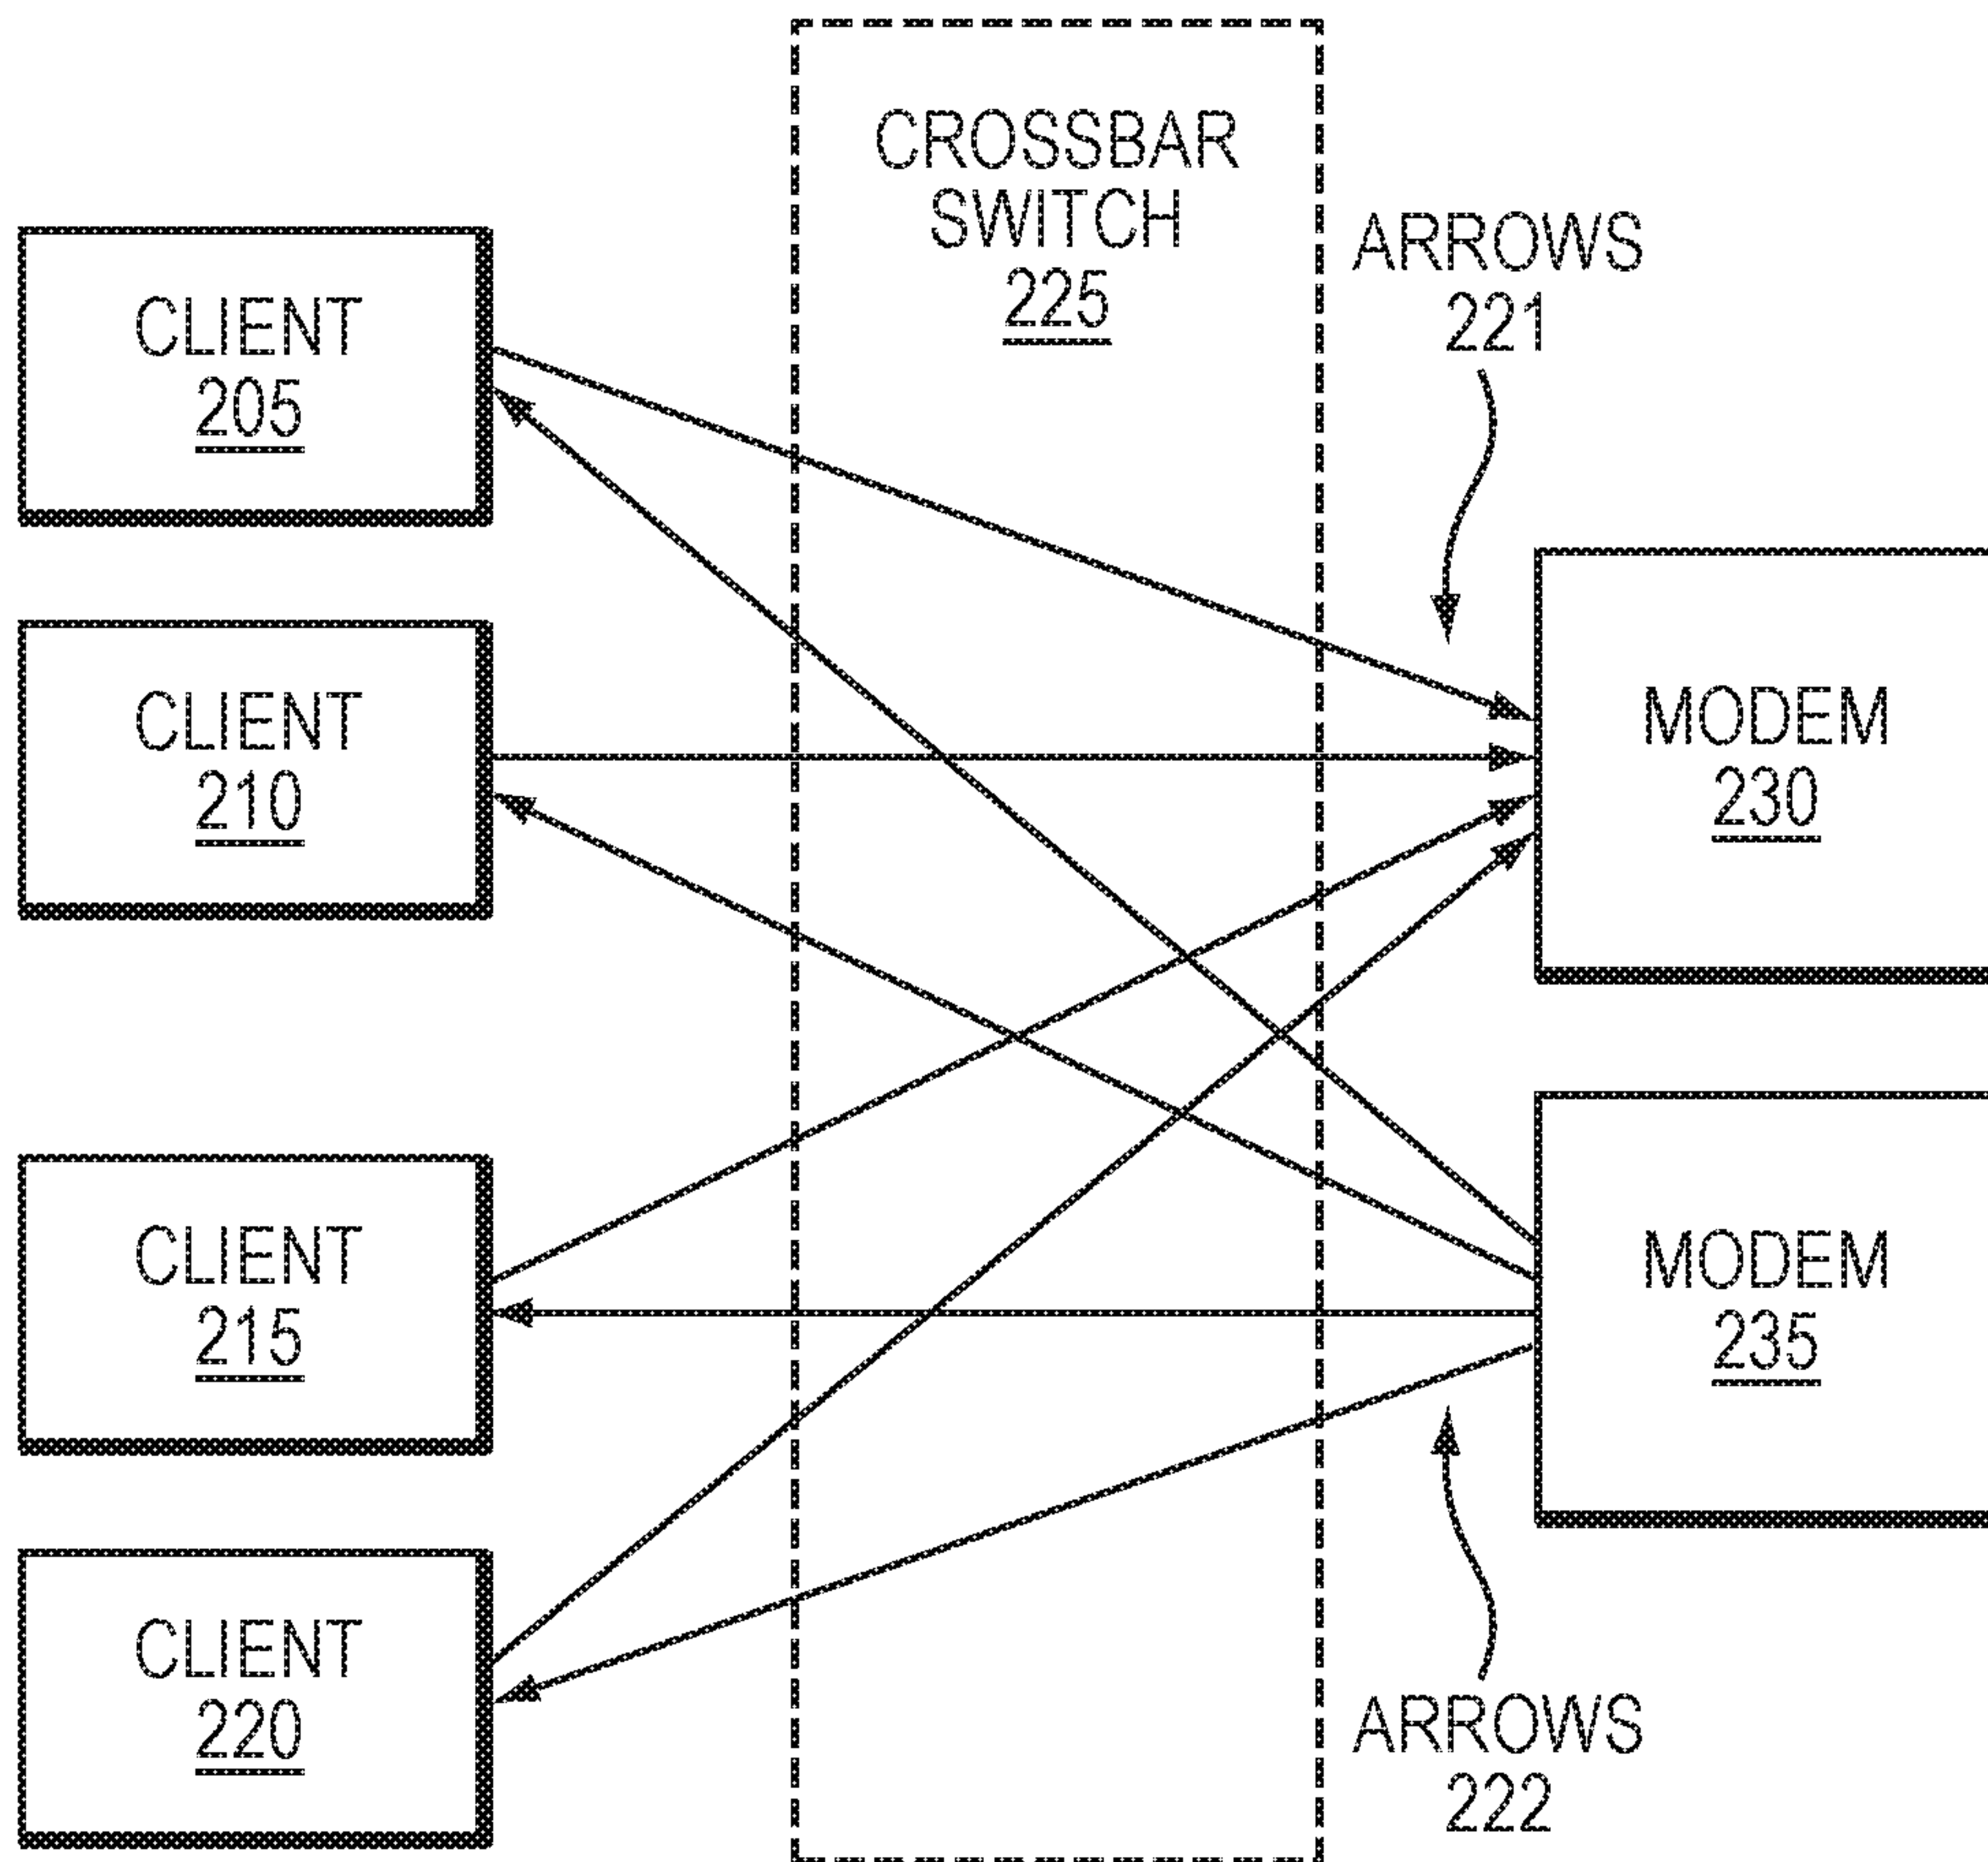 CROSSBAR
SWITCH
225
ARROWS
221
CLIENT
205
CLIENT
210
MODEM
230
CLIENT
215
MODEM
235
CLIENT
220
ARROWS
222